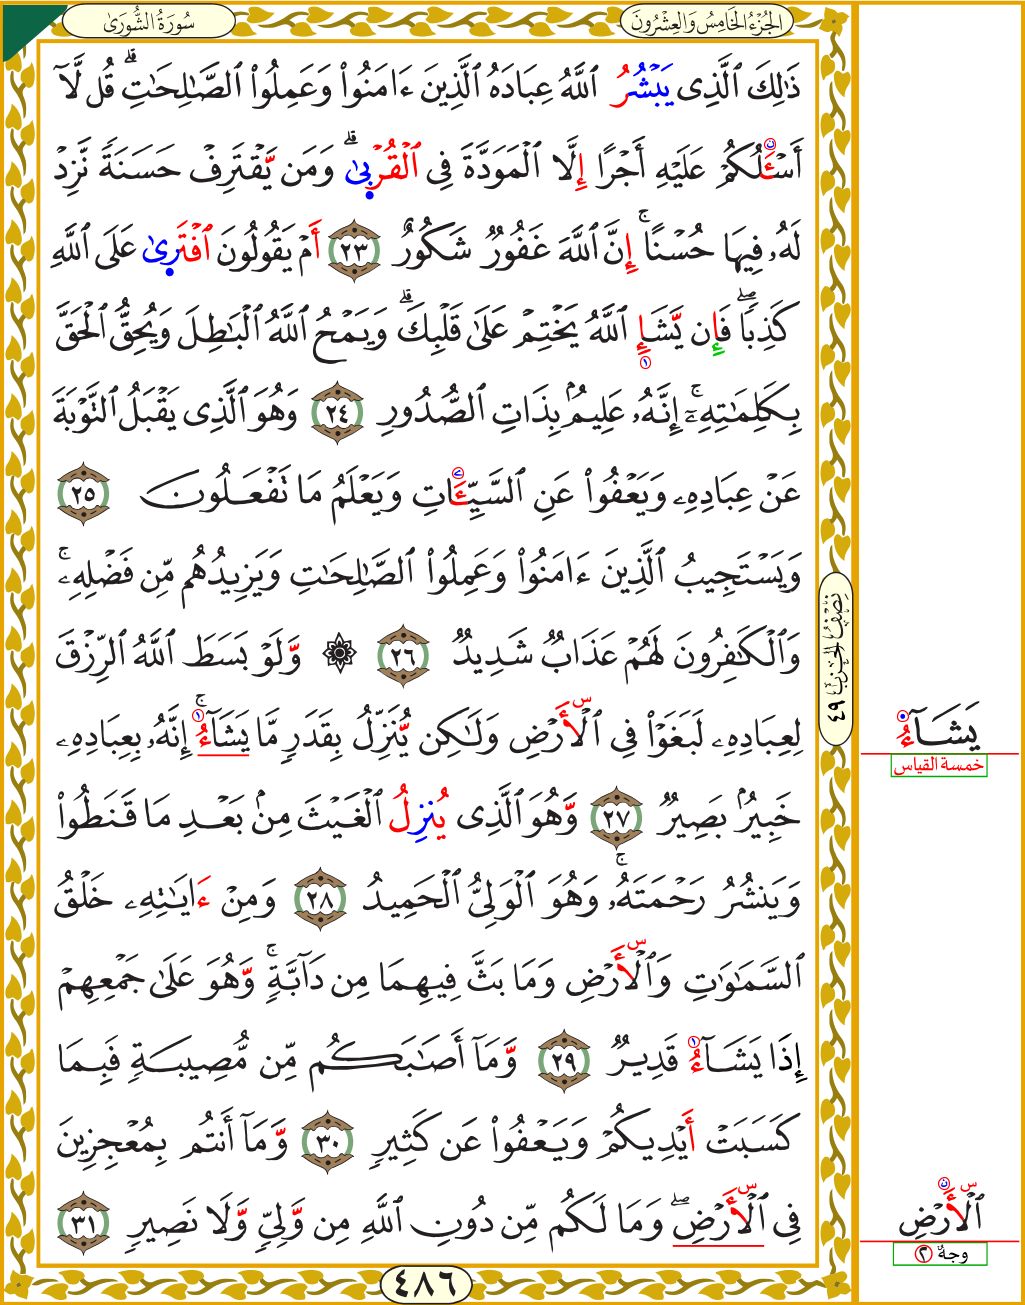 الجُزْءُ الخَامِسُ وَالعِشْرُونَ
سُورَةُ الشُّورَىٰ
ذَٰلِكَ ٱلَّذِى يَبْشُرُ ٱللَّهُ عِبَادَهُ ٱلَّذِينَ ءَامَنُوا۟ وَعَمِلُوا۟ ٱلصَّـٰلِحَـٰتِ ۗ قُل لَّآ
أَسْـَٔلُكُمْ عَلَيْهِ أَجْرًا إِلَّا ٱلْمَوَدَّةَ فِى ٱلْقُرْبَىٰ ۗ وَمَن يَقْتَرِفْ حَسَنَةً نَّزِدْ
لَهُۥ فِيهَا حُسْنًا ۚ إِنَّ ٱللَّهَ غَفُورٌ شَكُورٌ ٢٣ أَمْ يَقُولُونَ ٱفْتَرَىٰ عَلَى ٱللَّهِ
كَذِبًا ۖ فَإِن يَشَإِ ٱللَّهُ يَخْتِمْ عَلَىٰ قَلْبِكَ ۗ وَيَمْحُ ٱللَّهُ ٱلْبَـٰطِلَ وَيُحِقُّ ٱلْحَقَّ
بِكَلِمَـٰتِهِۦٓ ۚ إِنَّهُۥ عَلِيمٌۢ بِذَاتِ ٱلصُّدُورِ ٢٤ وَهُوَ ٱلَّذِى يَقْبَلُ ٱلتَّوْبَةَ
عَنْ عِبَادِهِۦ وَيَعْفُوا۟ عَنِ ٱلسَّيِّـَٔاتِ وَيَعْلَمُ مَا تَفْعَلُونَ ٢٥
وَيَسْتَجِيبُ ٱلَّذِينَ ءَامَنُوا۟ وَعَمِلُوا۟ ٱلصَّـٰلِحَـٰتِ وَيَزِيدُهُم مِّن فَضْلِهِۦ ۚ
وَٱلْكَـٰفِرُونَ لَهُمْ عَذَابٌ شَدِيدٌ ٢٦ ۞ وَلَوْ بَسَطَ ٱللَّهُ ٱلرِّزْقَ
لِعِبَادِهِۦ لَبَغَوْا۟ فِى ٱلْأَرْضِ وَلَـٰكِن يُنَزِّلُ بِقَدَرٍ مَّا يَشَآءُ ۚ إِنَّهُۥ بِعِبَادِهِۦ
خَبِيرٌۢ بَصِيرٌ ٢٧ وَهُوَ ٱلَّذِى يُنزِلُ ٱلْغَيْثَ مِنۢ بَعْدِ مَا قَنَطُوا۟
وَيَنشُرُ رَحْمَتَهُۥ ۚ وَهُوَ ٱلْوَلِىُّ ٱلْحَمِيدُ ٢٨ وَمِنْ ءَايَـٰتِهِۦ خَلْقُ
ٱلسَّمَـٰوَٰتِ وَٱلْأَرْضِ وَمَا بَثَّ فِيهِمَا مِن دَآبَّةٍ ۚ وَهُوَ عَلَىٰ جَمْعِهِمْ
إِذَا يَشَآءُ قَدِيرٌ ٢٩ وَمَآ أَصَـٰبَكُم مِّن مُّصِيبَةٍ فَبِمَا
كَسَبَتْ أَيْدِيكُمْ وَيَعْفُوا۟ عَن كَثِيرٍ ٣٠ وَمَآ أَنتُم بِمُعْجِزِينَ
فِى ٱلْأَرْضِ ۖ وَمَا لَكُم مِّن دُونِ ٱللَّهِ مِن وَلِىٍّ وَلَا نَصِيرٍ ٣١
٤٨٦
نِصْفُ الحِزْبِ ٤٩
يَشَآءُ
خمسة القياس
ٱلْأَرْضِ
وجهٌ ٢